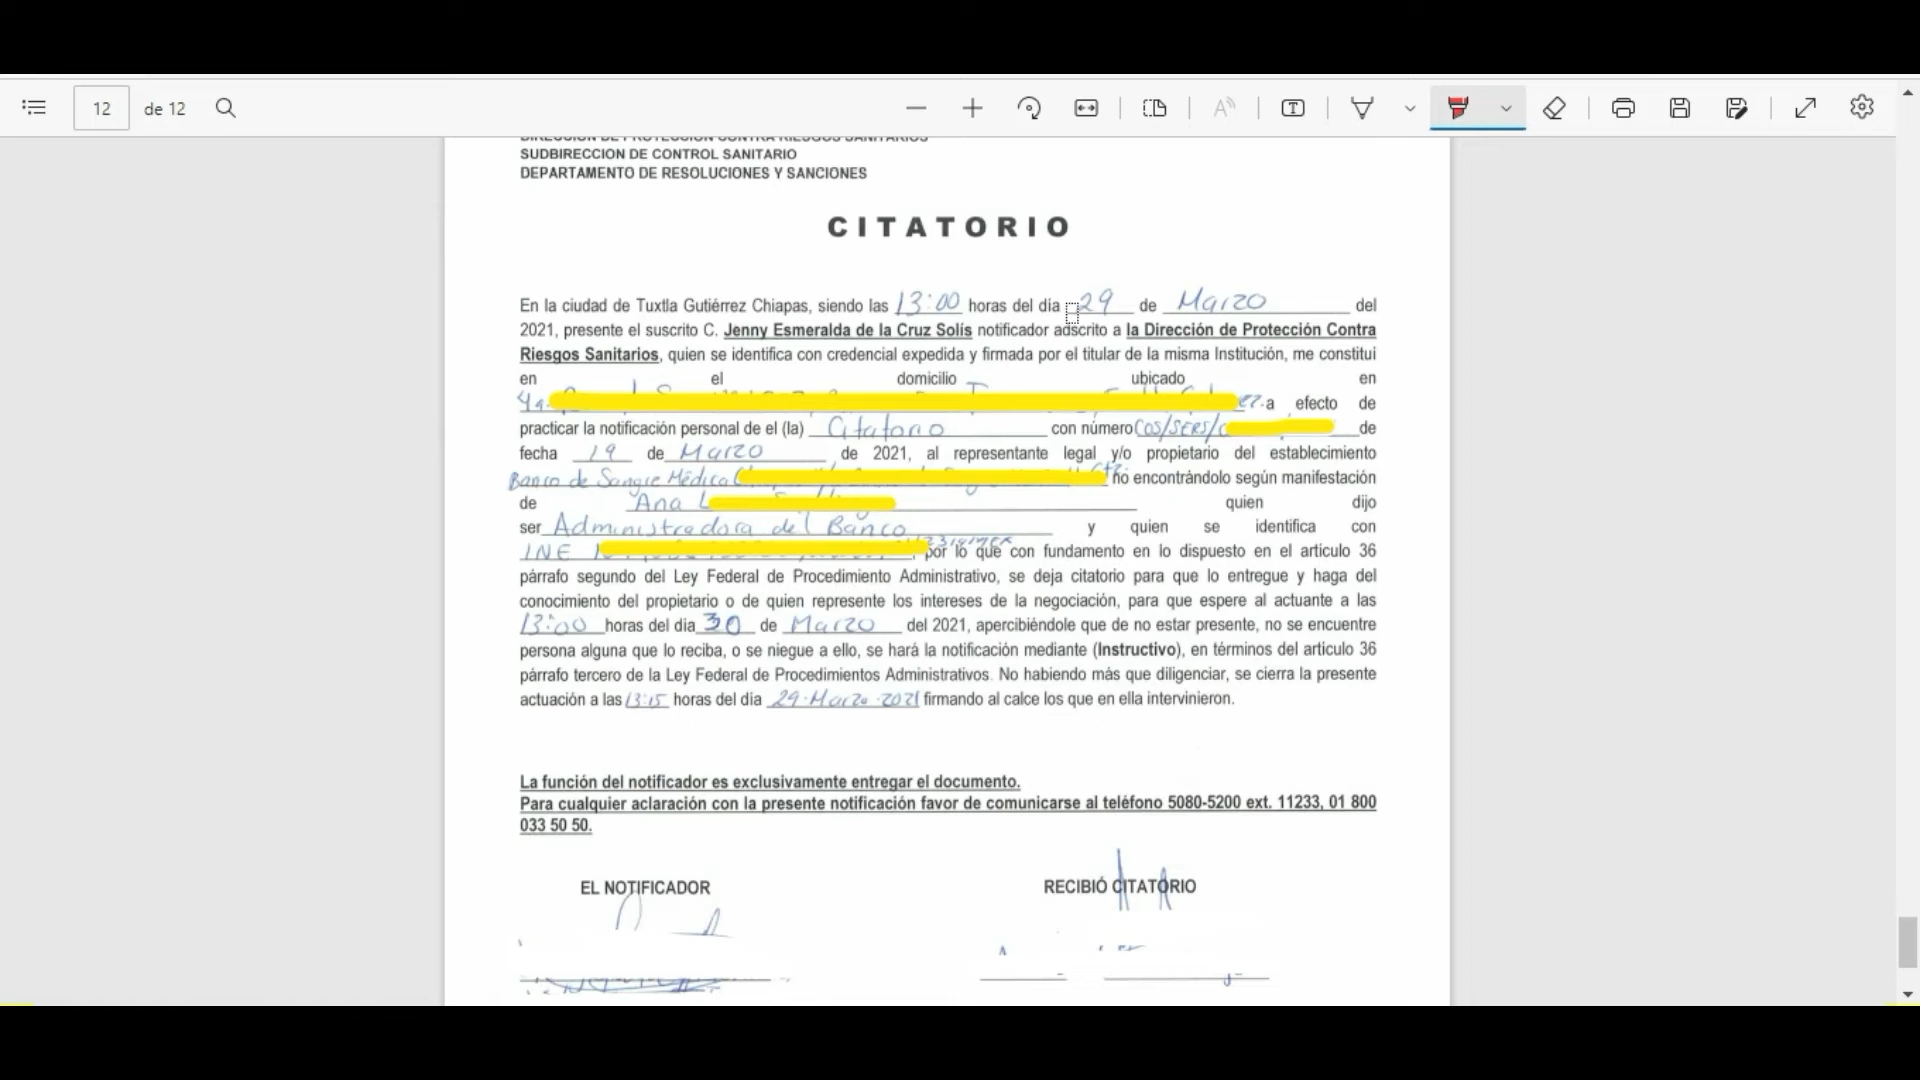 12 de 12
DIRECCION DE PROTECCION CONTRA RIESGOS SANITARIOS
SUDBIRECCION DE CONTROL SANITARIO
DEPARTAMENTO DE RESOLUCIONES Y SANCIONES
CITATORIO
En la ciudad de Tuxtla Gutiérrez Chiapas, siendo las 13:00 horas del día 29 de Marzo del
2021, presente el suscrito C. Jenny Esmeralda de la Cruz Solís notificador adscrito a la Dirección de Protección Contra
Riesgos Sanitarios, quien se identifica con credencial expedida y firmada por el titular de la misma Institución, me constituí
en el domicilio ubicado en
4a. a efecto de
practicar la notificación personal de el (la) Citatorio con número COS/SERS/ de
fecha 19 de Marzo de 2021, al representante legal y/o propietario del establecimiento
Banco de Sangre Médica no encontrándolo según manifestación
de Ana quien dijo
ser Administradora del Banco y quien se identifica con
INE por lo que con fundamento en lo dispuesto en el articulo 36
párrafo segundo del Ley Federal de Procedimiento Administrativo, se deja citatorio para que lo entregue y haga del
conocimiento del propietario o de quien represente los intereses de la negociación, para que espere al actuante a las
13:00 horas del día 30 de Marzo del 2021, apercibiéndole que de no estar presente, no se encuentre
persona alguna que lo reciba, o se niegue a ello, se hará la notificación mediante (Instructivo), en términos del articulo 36
párrafo tercero de la Ley Federal de Procedimientos Administrativos. No habiendo más que diligenciar, se cierra la presente
actuación a las 13:15 horas del día 29·Marzo·2021 firmando al calce los que en ella intervinieron.
La función del notificador es exclusivamente entregar el documento.
Para cualquier aclaración con la presente notificación favor de comunicarse al teléfono 5080-5200 ext. 11233, 01 800
033 50 50.
EL NOTIFICADOR RECIBIÓ CITATORIO